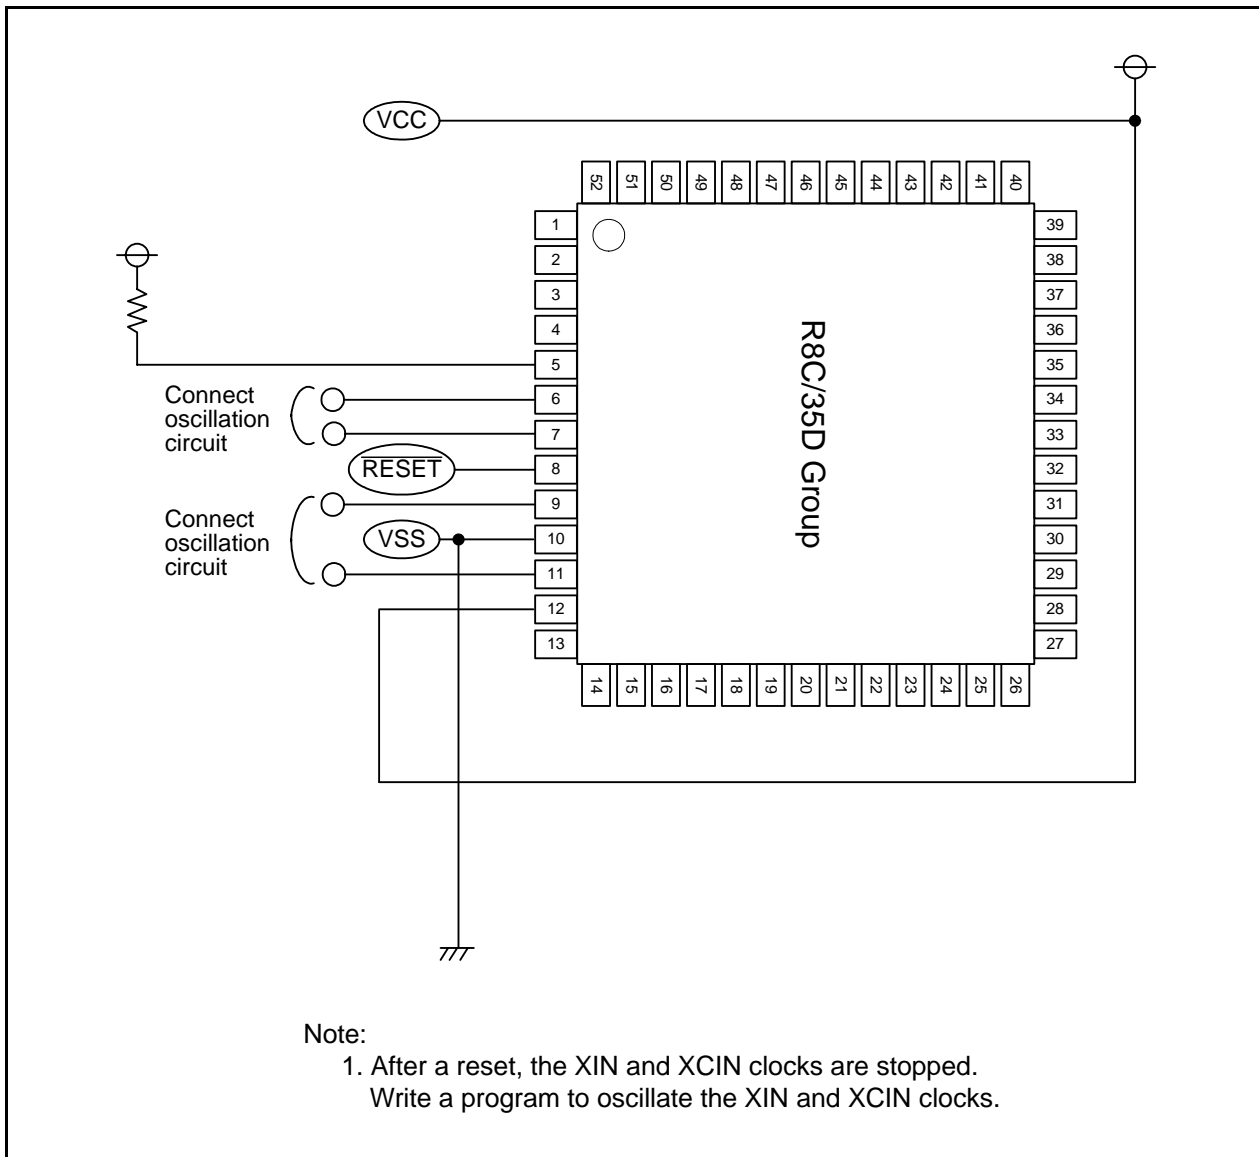 VCC
52 51 50 49 48 47 46 45 44 43 42 41 40
1
2
3
4
5
6
7
8
9
10
11
12
13
39
38
37
36
35
34
33
32
31
30
29
28
27
R8C/35D Group
Connect
oscillation
circuit
RESET
Connect
oscillation
circuit
VSS
14 15 16 17 18 19 20 21 22 23 24 25 26
Note:
1. After a reset, the XIN and XCIN clocks are stopped.
Write a program to oscillate the XIN and XCIN clocks.